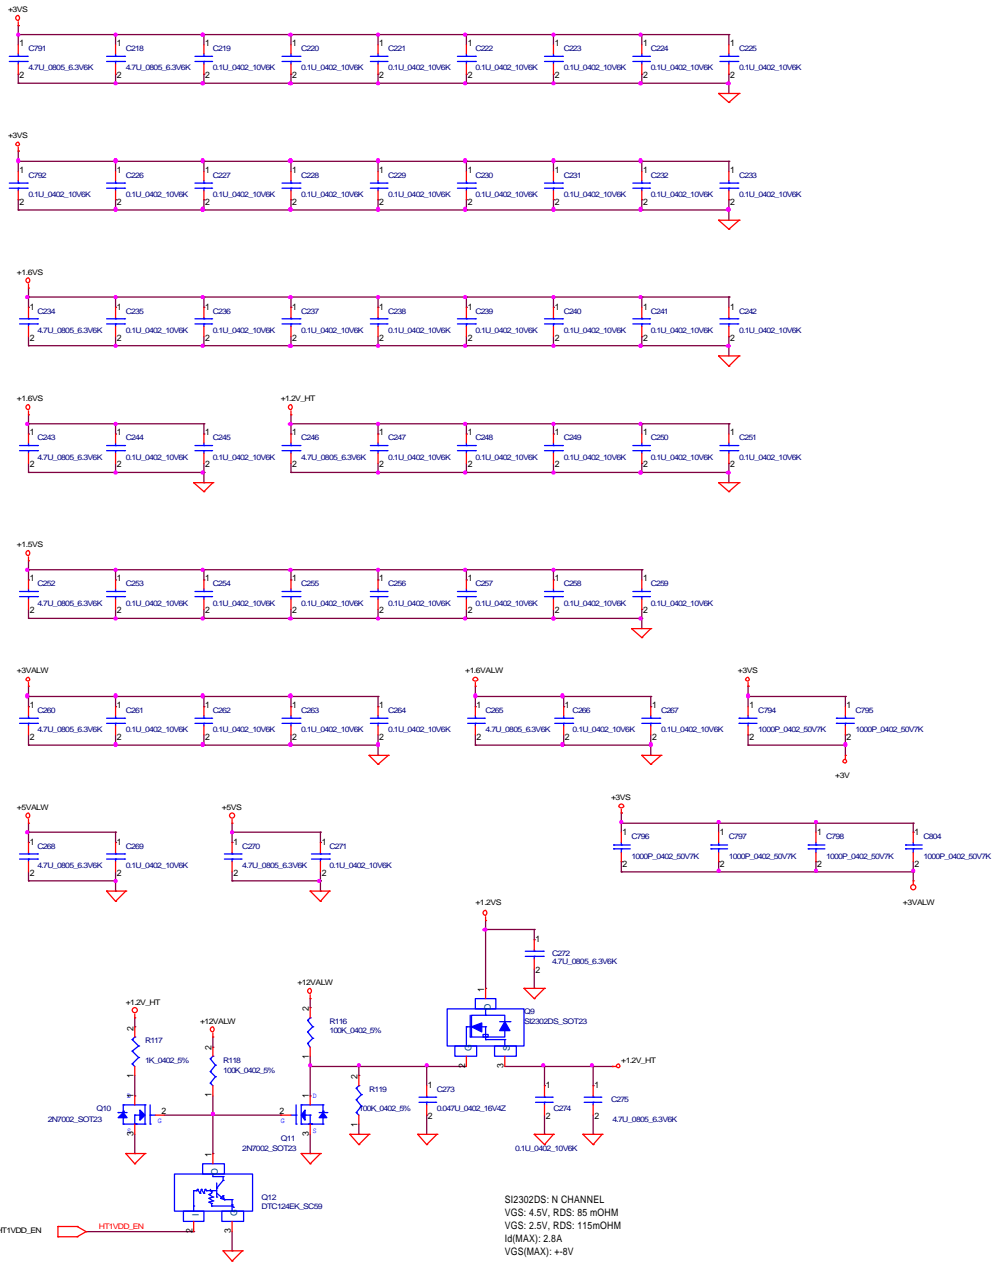 +3VS
C791 C218 C219 C220 C221 C222 C223 C224 C225
4.7U_0805_6.3V6K 4.7U_0805_6.3V6K 0.1U_0402_10V6K 0.1U_0402_10V6K 0.1U_0402_10V6K 0.1U_0402_10V6K 0.1U_0402_10V6K 0.1U_0402_10V6K 0.1U_0402_10V6K
+3VS
C792 C226 C227 C228 C229 C230 C231 C232 C233
0.1U_0402_10V6K 0.1U_0402_10V6K 0.1U_0402_10V6K 0.1U_0402_10V6K 0.1U_0402_10V6K 0.1U_0402_10V6K 0.1U_0402_10V6K 0.1U_0402_10V6K 0.1U_0402_10V6K
+1.6VS
C234 C235 C236 C237 C238 C239 C240 C241 C242
4.7U_0805_6.3V6K 0.1U_0402_10V6K 0.1U_0402_10V6K 0.1U_0402_10V6K 0.1U_0402_10V6K 0.1U_0402_10V6K 0.1U_0402_10V6K 0.1U_0402_10V6K 0.1U_0402_10V6K
+1.6VS +1.2V_HT
C243 C244 C245 C246 C247 C248 C249 C250 C251
4.7U_0805_6.3V6K 0.1U_0402_10V6K 0.1U_0402_10V6K 4.7U_0805_6.3V6K 0.1U_0402_10V6K 0.1U_0402_10V6K 0.1U_0402_10V6K 0.1U_0402_10V6K 0.1U_0402_10V6K
+1.5VS
C252 C253 C254 C255 C256 C257 C258 C259
4.7U_0805_6.3V6K 0.1U_0402_10V6K 0.1U_0402_10V6K 0.1U_0402_10V6K 0.1U_0402_10V6K 0.1U_0402_10V6K 0.1U_0402_10V6K 0.1U_0402_10V6K
+3VALW +1.6VALW +3VS
C260 C261 C262 C263 C264 C265 C266 C267 C794 C795
4.7U_0805_6.3V6K 0.1U_0402_10V6K 0.1U_0402_10V6K 0.1U_0402_10V6K 0.1U_0402_10V6K 4.7U_0805_6.3V6K 0.1U_0402_10V6K 0.1U_0402_10V6K 1000P_0402_50V7K 1000P_0402_50V7K
+3V
+5VALW +5VS +3VS
C268 C269 C270 C271 C796 C797 C798 C804
4.7U_0805_6.3V6K 0.1U_0402_10V6K 4.7U_0805_6.3V6K 0.1U_0402_10V6K 1000P_0402_50V7K 1000P_0402_50V7K 1000P_0402_50V7K 1000P_0402_50V7K
+3VALW
+1.2VS
C272
4.7U_0805_6.3V6K
+12VALW
+1.2V_HT
R116
100K_0402_5%
Q9
SI2302DS_SOT23
+12VALW
R117
1K_0402_5%
R118
100K_0402_5%
+1.2V_HT
R119
100K_0402_5%
C273
0.047U_0402_16V4Z
C274
0.1U_0402_10V6K
C275
4.7U_0805_6.3V6K
Q10
2N7002_SOT23
Q11
2N7002_SOT23
Q12
DTC124EK_SC59
HT1VDD_EN HT1VDD_EN
SI2302DS: N CHANNEL
VGS: 4.5V, RDS: 85 mOHM
VGS: 2.5V, RDS: 115mOHM
Id(MAX): 2.8A
VGS(MAX): +-8V